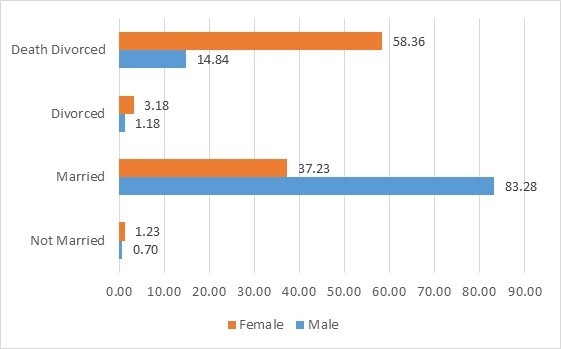 Death Divorced
58.36
14.84
Divorced
3.18
1.18
Married
37.23
83.28
Not Married
1.23
0.70
0.00 10.00 20.00 30.00 40.00 50.00 60.00 70.00 80.00 90.00
Female Male